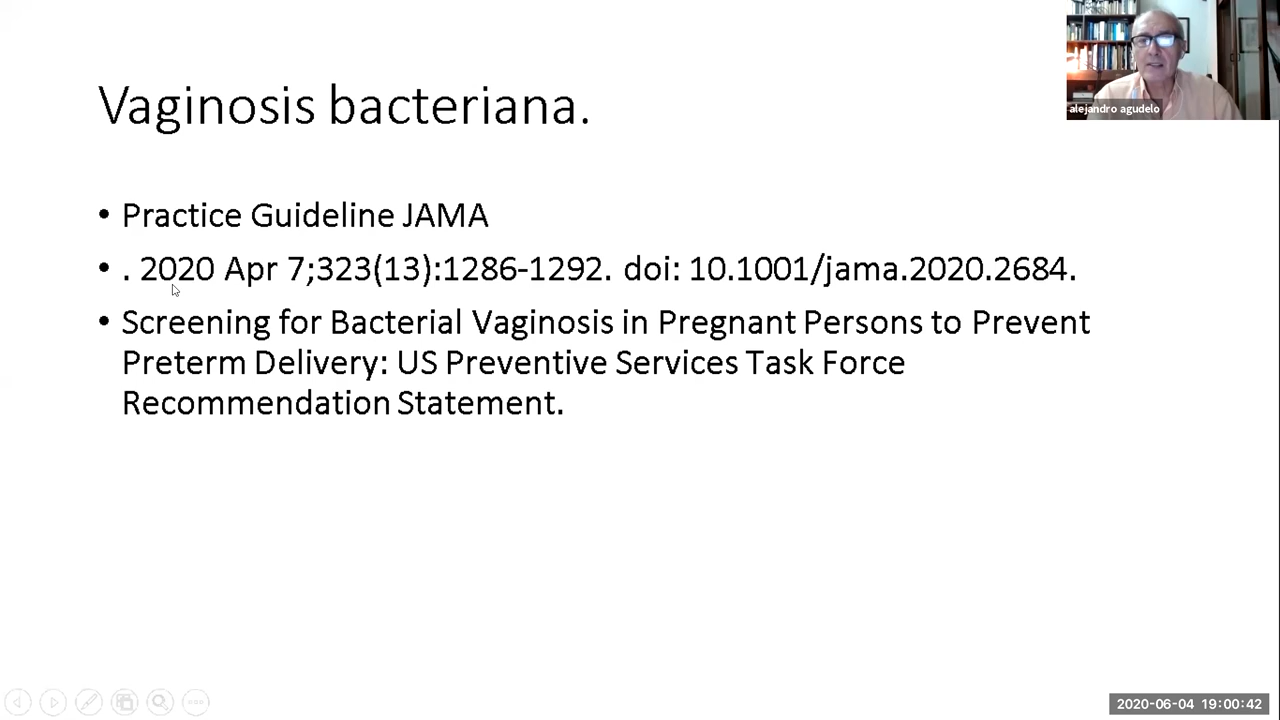 Vaginosis bacteriana.
alejandro agudelo
• Practice Guideline JAMA
• . 2020 Apr 7;323(13):1286-1292. doi: 10.1001/jama.2020.2684.
• Screening for Bacterial Vaginosis in Pregnant Persons to Prevent
Preterm Delivery: US Preventive Services Task Force
Recommendation Statement.
2020-06-04 19:00:42